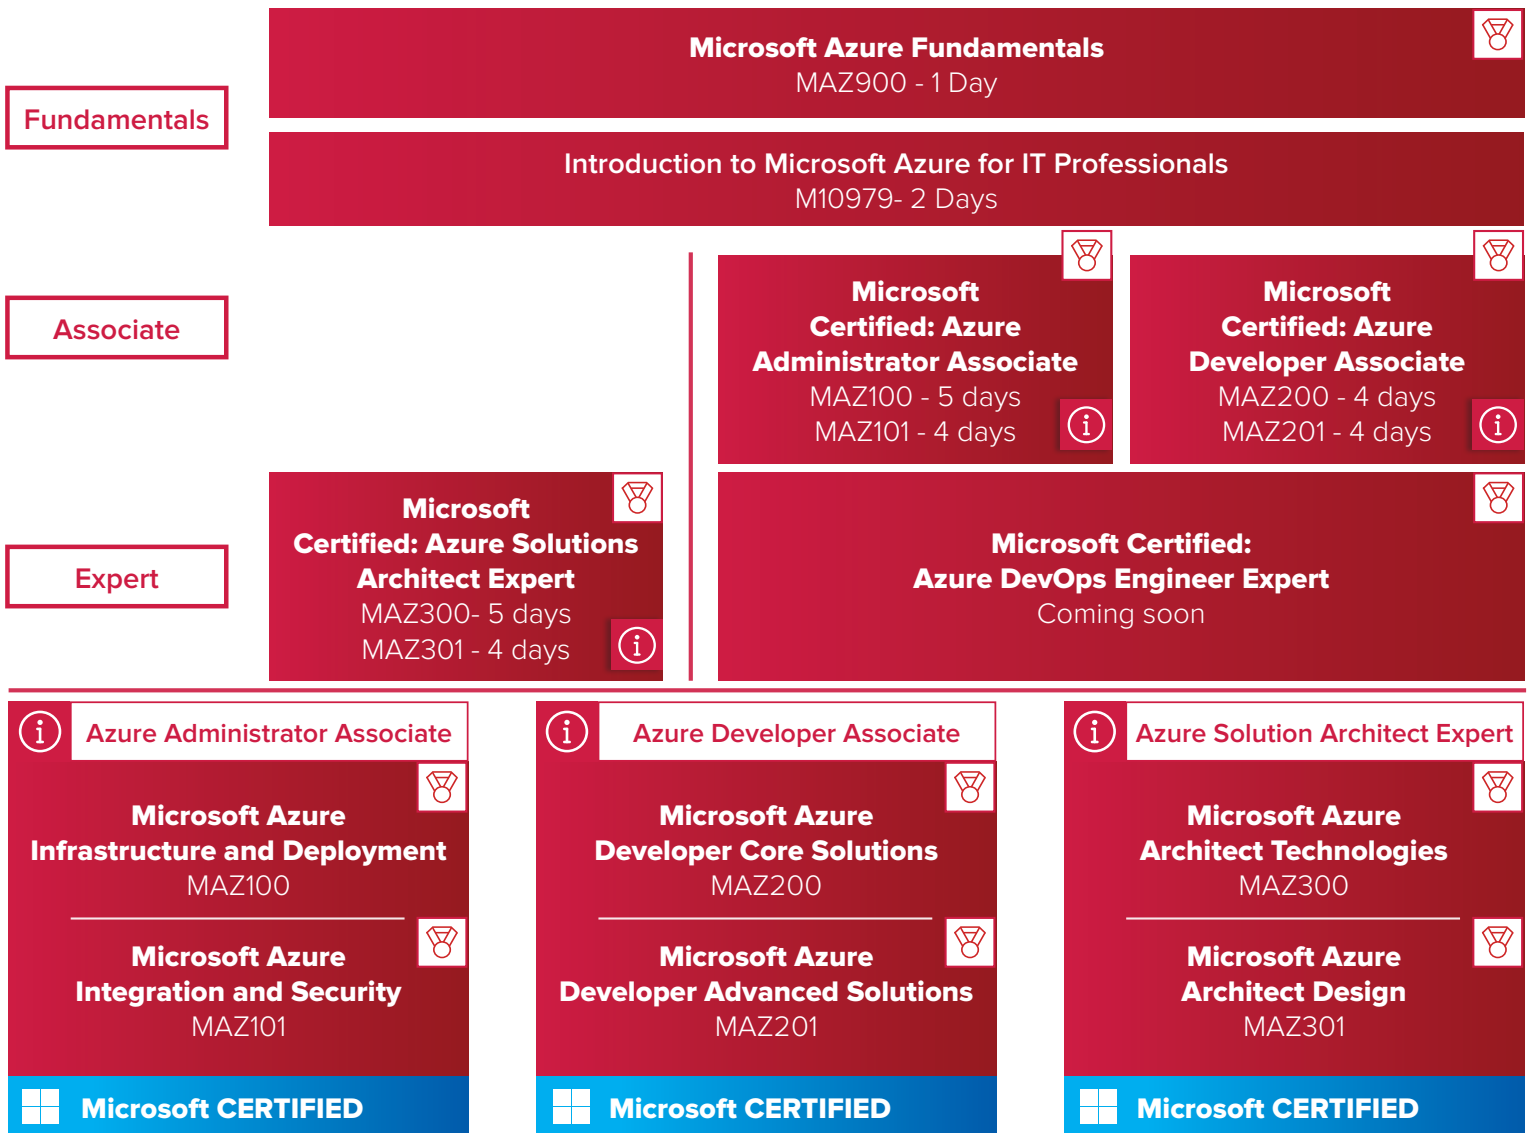 Microsoft Azure Fundamentals
MAZ900 - 1 Day
Fundamentals
Introduction to Microsoft Azure for IT Professionals
M10979- 2 Days
Associate
Microsoft
Certified: Azure
Administrator Associate
MAZ100 - 5 days
MAZ101 - 4 days
Microsoft
Certified: Azure
Developer Associate
MAZ200 - 4 days
MAZ201 - 4 days
Expert
Microsoft
Certified: Azure Solutions
Architect Expert
MAZ300- 5 days
MAZ301 - 4 days
Microsoft Certified:
Azure DevOps Engineer Expert
Coming soon
Azure Administrator Associate
Microsoft Azure
Infrastructure and Deployment
MAZ100
Microsoft Azure
Integration and Security
MAZ101
Microsoft CERTIFIED
Azure Developer Associate
Microsoft Azure
Developer Core Solutions
MAZ200
Microsoft Azure
Developer Advanced Solutions
MAZ201
Microsoft CERTIFIED
Azure Solution Architect Expert
Microsoft Azure
Architect Technologies
MAZ300
Microsoft Azure
Architect Design
MAZ301
Microsoft CERTIFIED